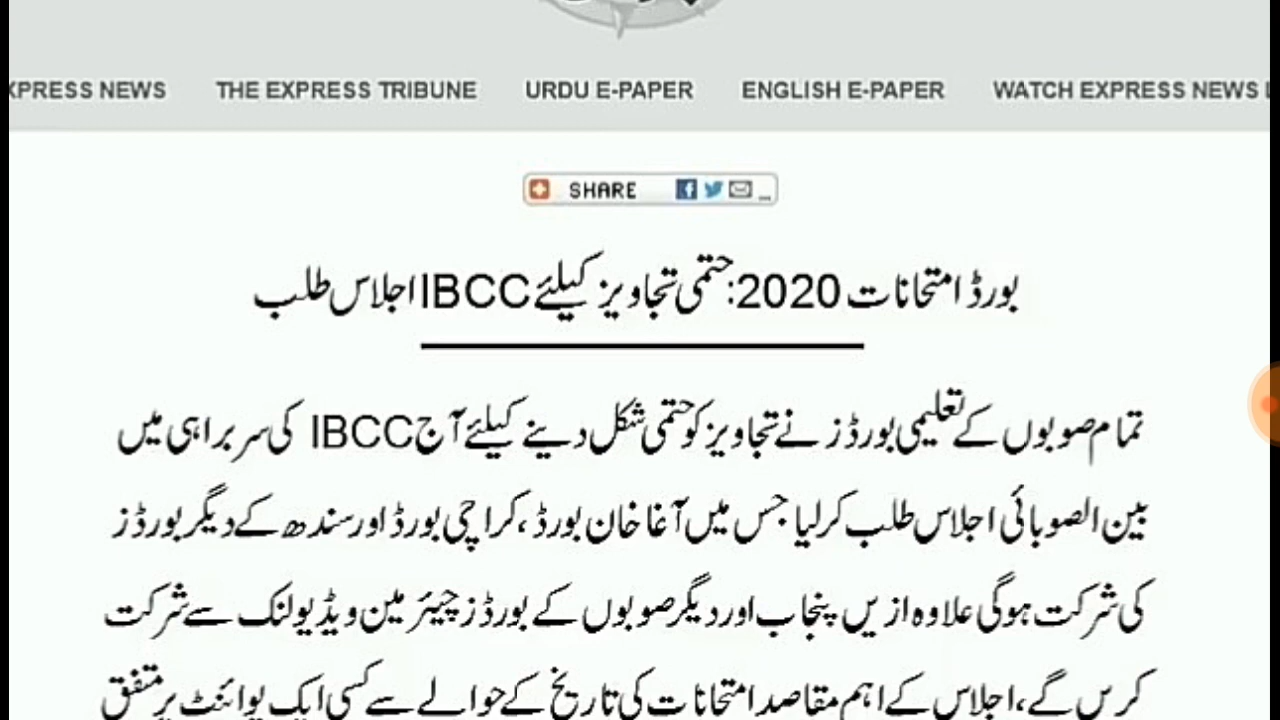 XPRESS NEWS THE EXPRESS TRIBUNE URDU E-PAPER ENGLISH E-PAPER WATCH EXPRESS NEWS
SHARE
بورڈ امتحانات 2020: حتمی تجاویز کیلئے IBCC اجلاس طلب
تمام صوبوں کے تعلیمی بورڈز نے تجاویز کو حتمی شکل دینے کیلئے آج IBCC کی سربراہی میں
بین الصوبائی اجلاس طلب کرلیا جس میں آغا خان بورڈ، کراچی بورڈ اور سندھ کے دیگر بورڈز
کی شرکت ہوگی علاوہ ازیں پنجاب اور دیگر صوبوں کے بورڈز چیئرمین ویڈیو لنک سے شرکت
کریں گے، اجلاس کے اہم مقاصد امتحانات کی تاریخ کے حوالے سے کسی ایک پوائنٹ پر متفق